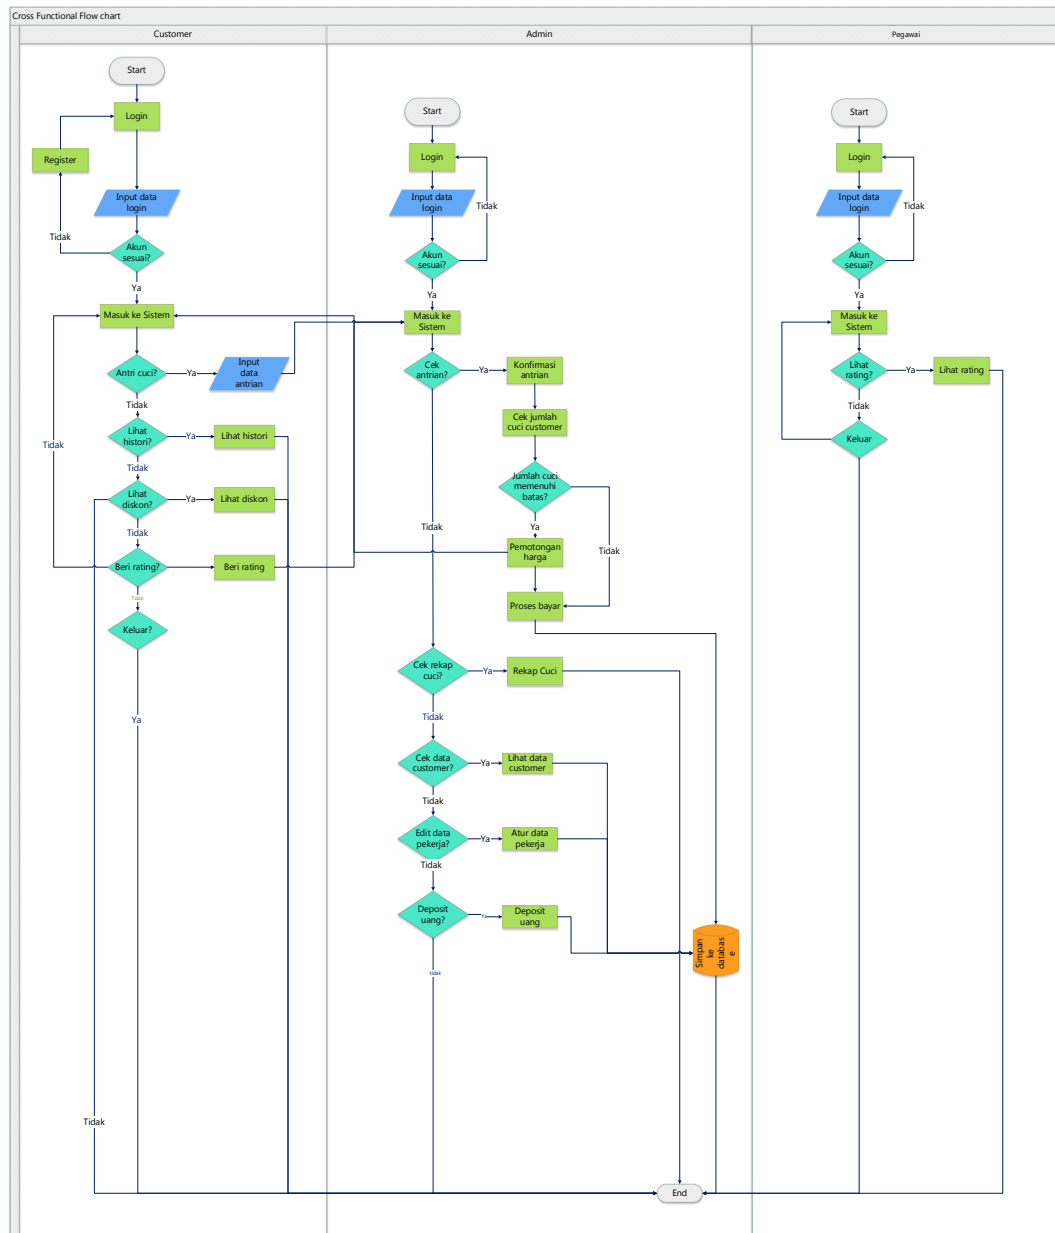 Cross Functional Flow chart
Customer
Admin
Pegawai
Start
Login
Register
Input data
login
Tidak
Akun
sesuai?
Ya
Masuk ke Sistem
Antri cuci?
Ya
Input
data
antrian
Tidak
Lihat
histori?
Ya
Lihat histori
Tidak
Tidak
Lihat
diskon?
Ya
Lihat diskon
Tidak
Beri rating?
Beri rating
Tidak
Keluar?
Ya
Tidak
Start
Login
Input data
login
Tidak
Akun
sesuai?
Ya
Masuk ke
Sistem
Cek
antrian?
Ya
Konfirmasi
antrian
Cek jumlah
cuci customer
Jumlah cuci
memenuhi
batas?
Ya
Tidak
Tidak
Pemotongan
harga
Proses bayar
Cek rekap
cuci?
Ya
Rekap Cuci
Tidak
Cek data
customer?
Ya
Lihat data
customer
Tidak
Edit data
pekerja?
Ya
Atur data
pekerja
Tidak
Deposit
uang?
Ya
Deposit
uang
Simpan
ke
databas
e
Tidak
End
Start
Login
Input data
login
Tidak
Akun
sesuai?
Ya
Masuk ke
Sistem
Lihat
rating?
Ya
Lihat rating
Tidak
Keluar